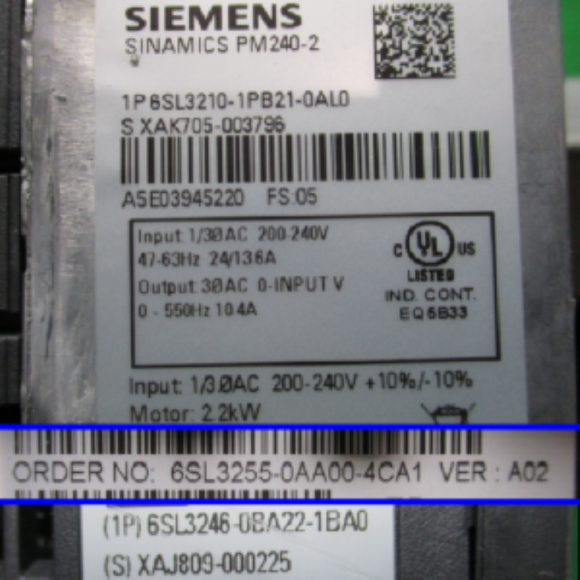 SIEMENS
SINAMICS PM240-2
1P 6SL3210-1PB21-0AL0
S XAK705-003796
A5E03945220 FS:05
Input: 1/3ØAC 200-240V
47-63Hz 24/13.6A
Output: 3ØAC 0-INPUT V
0 - 550Hz 10.4A
C UL US
LISTED
IND. CONT.
EQ 5B33
Input: 1/3ØAC 200-240V +10%/-10%
Motor: 2.2kW
ORDER NO: 6SL3255-0AA00-4CA1 VER : A02
(1P) 6SL3246-0BA22-1BA0
(S) XAJ809-000225